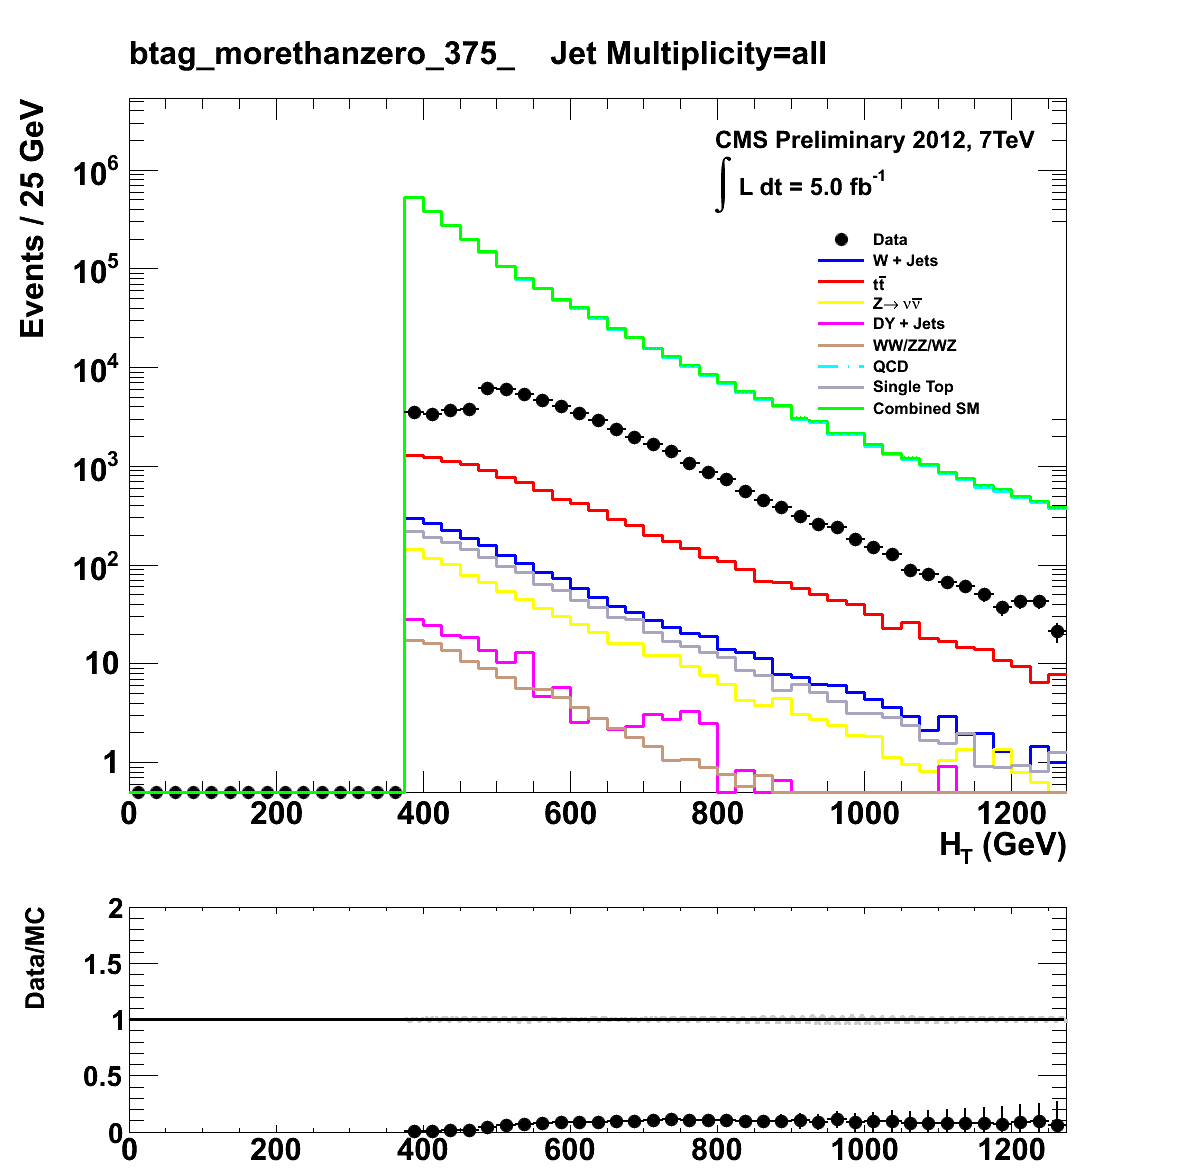 btag_morethanzero_375_ Jet Multiplicity=all
Events / 25 GeV
CMS Preliminary 2012, 7TeV
∫ L dt = 5.0 fb⁻¹
Data
W + Jets
tt̅
Z→ νν̅
DY + Jets
WW/ZZ/WZ
QCD
Single Top
Combined SM
10⁶
10⁵
10⁴
10³
10²
10
1
0 200 400 600 800 1000 1200
H_T (GeV)
Data/MC
2
1.5
1
0.5
0
0 200 400 600 800 1000 1200